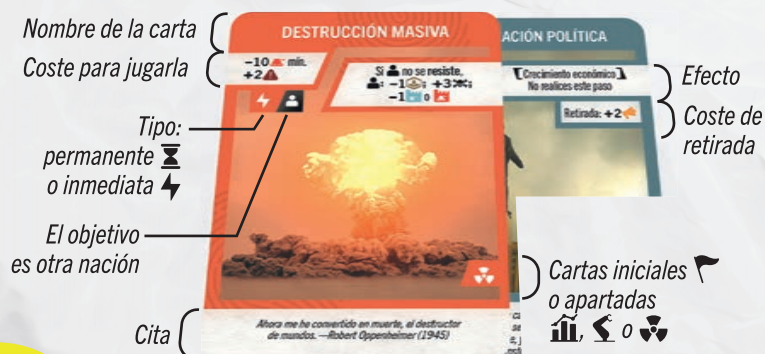 Nombre de la carta
Coste para jugarla
Tipo:
permanente
o inmediata
El objetivo
es otra nación
Cita
DESTRUCCIÓN MASIVA
−10 mín.
+2
Si no se resiste,
: −1; +3;
−1 o
Ahora me he convertido en muerte, el destructor
de mundos. —Robert Oppenheimer (1945)
ACIÓN POLÍTICA
[Crecimiento económico]
No realices este paso
Retirada: +2
Efecto
Coste de
retirada
Cartas iniciales
o apartadas
, o